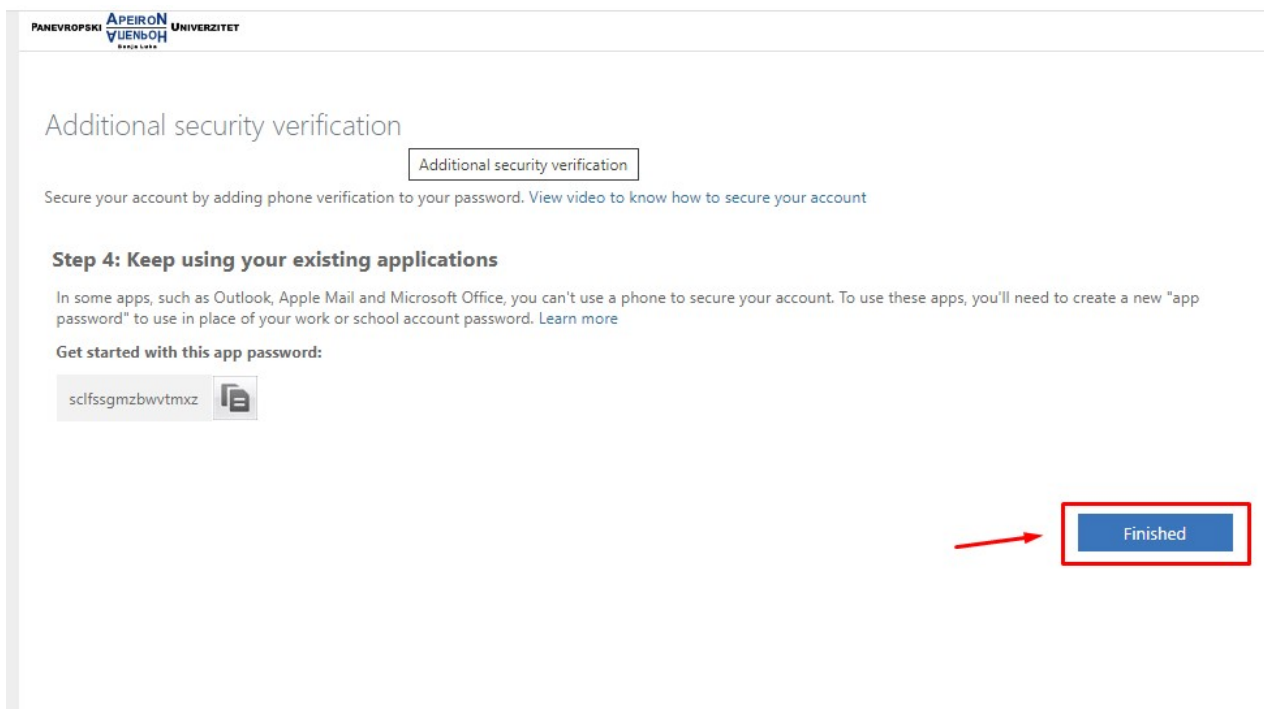 PANEVROPSKI APEIRON UNIVERZITET
Banja Luka
Additional security verification
Additional security verification
Secure your account by adding phone verification to your password. View video to know how to secure your account
Step 4: Keep using your existing applications
In some apps, such as Outlook, Apple Mail and Microsoft Office, you can't use a phone to secure your account. To use these apps, you'll need to create a new "app
password" to use in place of your work or school account password. Learn more
Get started with this app password:
sclfssgmzbwvtmxz
Finished